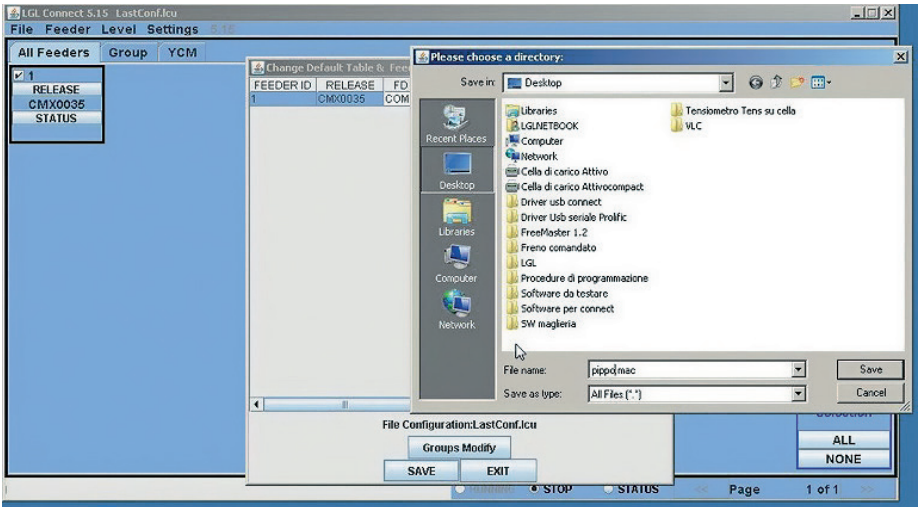 LGL Connect 5.15 LastConf.lcu
File Feeder Level Settings 5.15
All Feeders Group YCM
1
RELEASE
CMX0035
STATUS
Change Default Table &
FEEDER ID RELEASE FD
1 CMX0035 COM
Please choose a directory:
Save in: Desktop
Recent Places
Desktop
Libraries
Computer
Network
Libraries
LGLNETBOOK
Computer
Network
Cella di carico Attivo
Cella di carico Attivocompact
Driver usb connect
Driver Usb seriale Prolific
FreeMaster 1.2
Freno comandato
LGL
Procedure di programmazione
Software da testare
Software per connect
SW maglieria
Tensiometro Tens su cella
VLC
File name: pippo.mac Save
Save as type: All Files (*.*) Cancel
File Configuration:LastConf.lcu
Groups Modify
SAVE EXIT
ALL
NONE
STOP STATUS << Page 1 of 1 >>